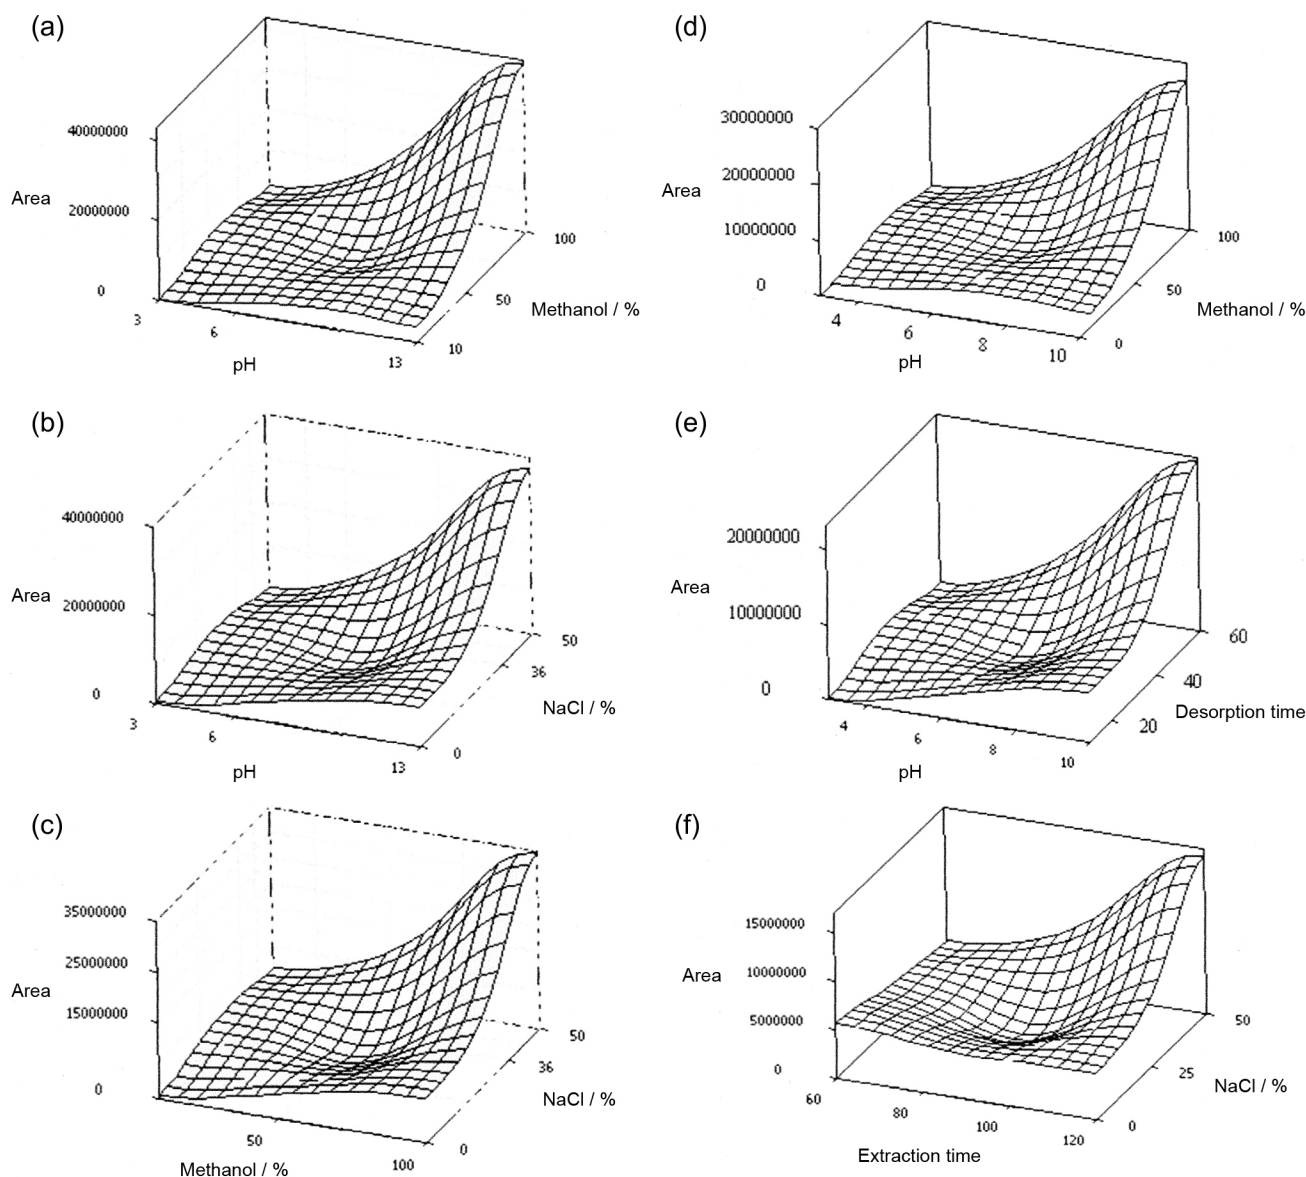 (a)
40000000
Area
20000000
0
3
6
13
pH
10
50
100
Methanol / %
(d)
30000000
20000000
Area
10000000
0
4
6
8
10
pH
0
50
100
Methanol / %
(b)
40000000
Area
20000000
0
3
6
13
pH
0
36
50
NaCl / %
(e)
20000000
Area
10000000
0
4
6
8
10
pH
20
40
60
Desorption time
(c)
35000000
25000000
Area
15000000
0
50
100
Methanol / %
0
36
50
NaCl / %
(f)
15000000
Area
10000000
5000000
0
60
80
100
120
Extraction time
0
25
50
NaCl / %